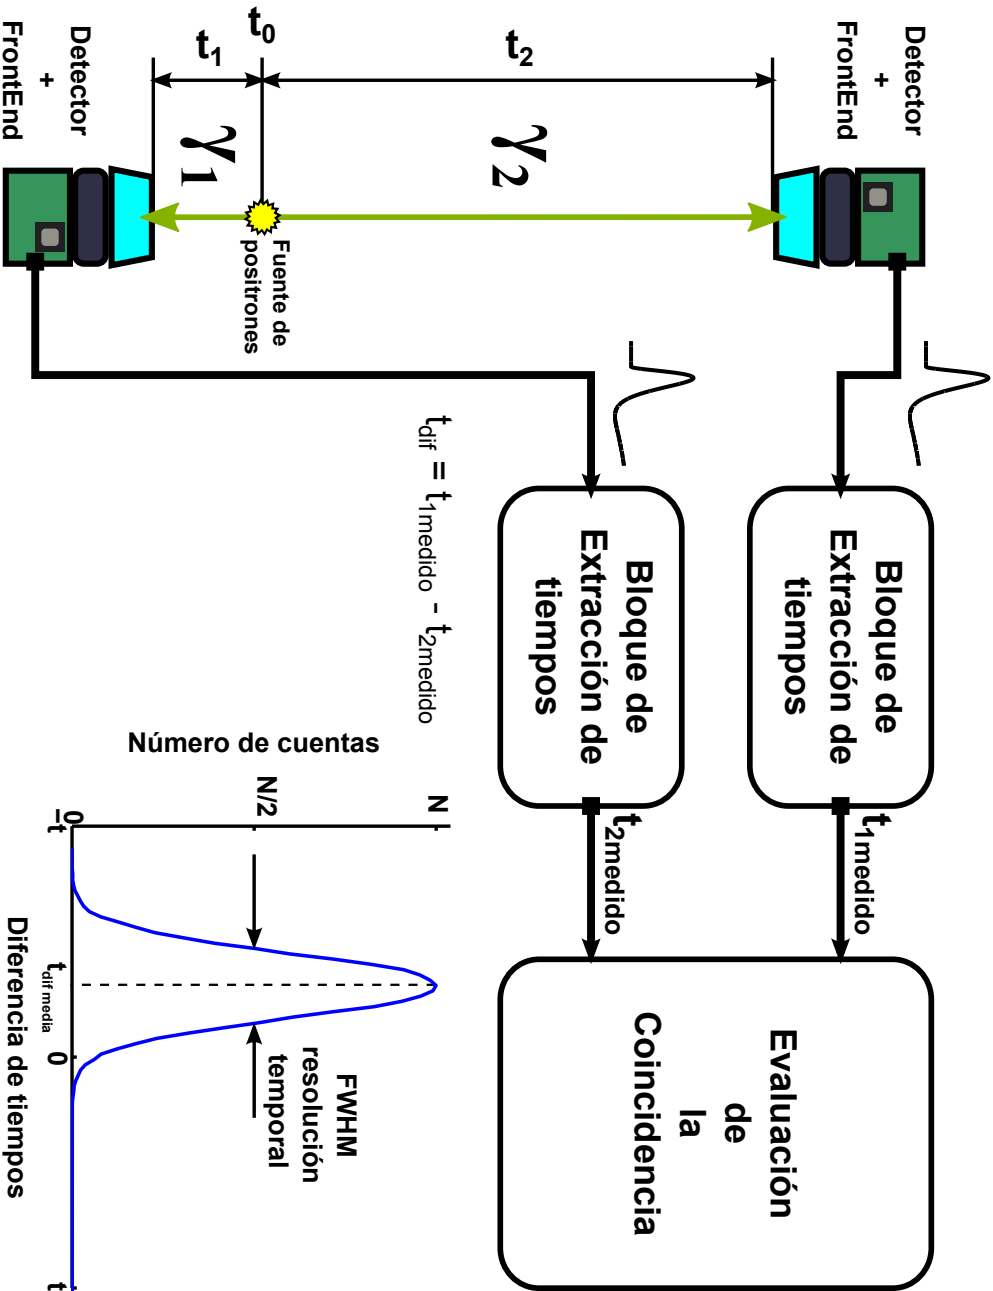 Detector
+
FrontEnd
Detector
+
FrontEnd
t0
t1
t2
γ1
γ2
Fuente de
positrones
Bloque de
Extracción de
tiempos
Bloque de
Extracción de
tiempos
tdif = t1medido - t2medido
t1medido
t2medido
Evaluación
de
la
Coincidencia
Número de cuentas
N
N/2
0
-t
tdif media
0
t
FWHM
resolución
temporal
Diferencia de tiempos